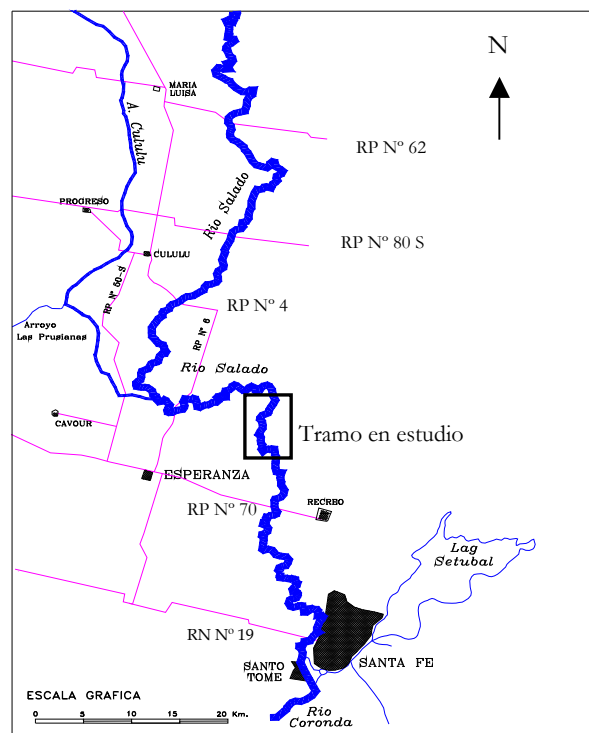 N
MARIA
LUISA
A. Cululu
RP Nº 62
Rio Salado
PROGRESO
RP Nº 80 S
CULULU
RP Nº 50-S
RP Nº 4
Arroyo
Las Prusianas
RP Nº 6
Rio Salado
CAVOUR
Tramo en estudio
ESPERANZA
RECREO
RP Nº 70
Lag
Setubal
RN Nº 19
SANTO
TOME
SANTA FE
ESCALA GRAFICA
Rio
Coronda
0 5 10 15 20 Km.